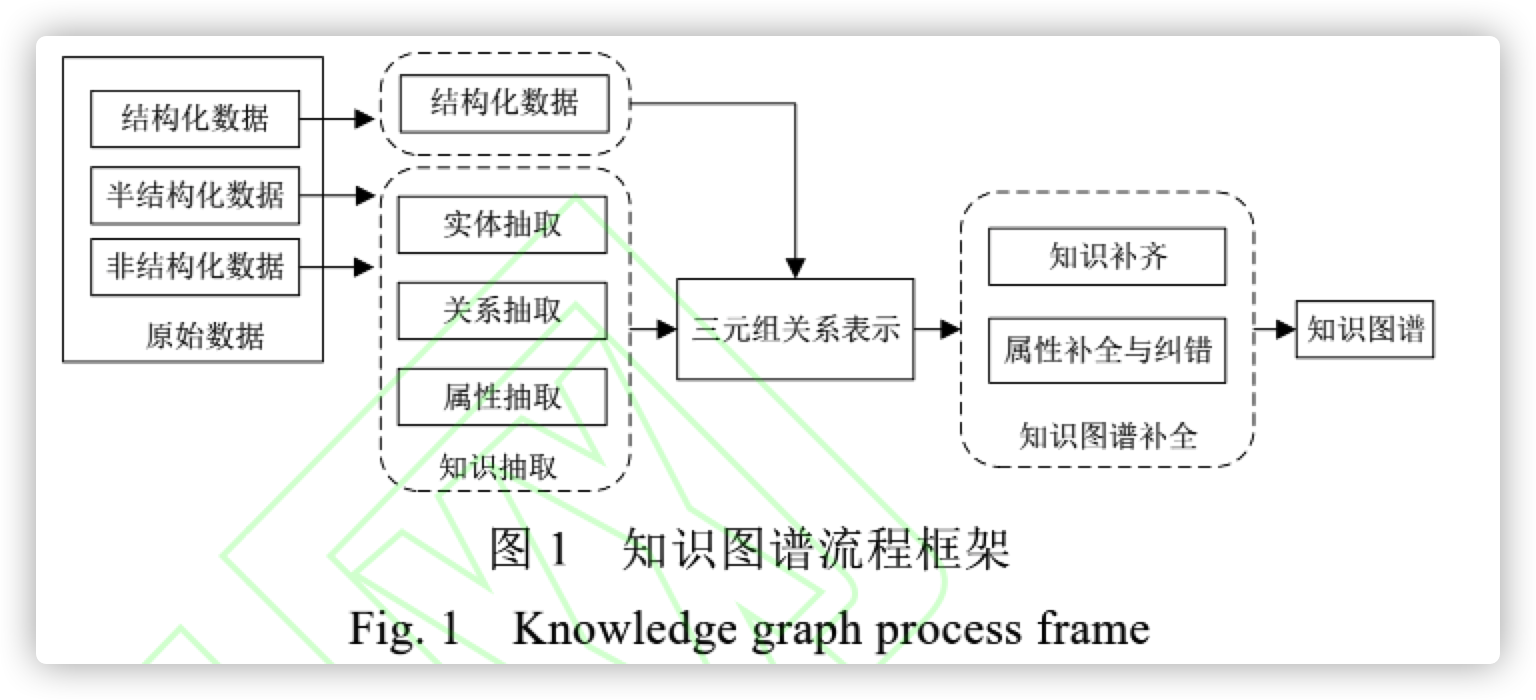 结构化数据
半结构化数据
非结构化数据
原始数据
结构化数据
实体抽取
关系抽取
属性抽取
知识抽取
三元组关系表示
知识补齐
属性补全与纠错
知识图谱补全
知识图谱
图 1 知识图谱流程框架
Fig. 1 Knowledge graph process frame